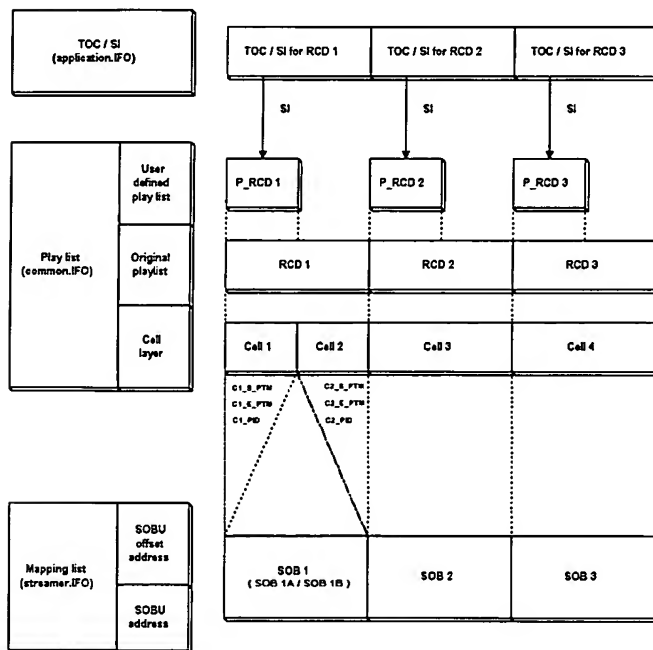 TOC / SI
(application.IFO)
TOC / SI for RCD 1
TOC / SI for RCD 2
TOC / SI for RCD 3
SI
SI
SI
Play list
(common.IFO)
User
defined
play list
Original
playlist
Cell
layer
P_RCD 1
P_RCD 2
P_RCD 3
RCD 1
RCD 2
RCD 3
Cell 1
Cell 2
Cell 3
Cell 4
C1_S_PTM
C1_E_PTM
C1_PID
C2_S_PTM
C2_E_PTM
C2_PID
Mapping list
(streamer.IFO)
SOBU
offset
address
SOBU
address
SOB 1
( SOB 1A / SOB 1B )
SOB 2
SOB 3